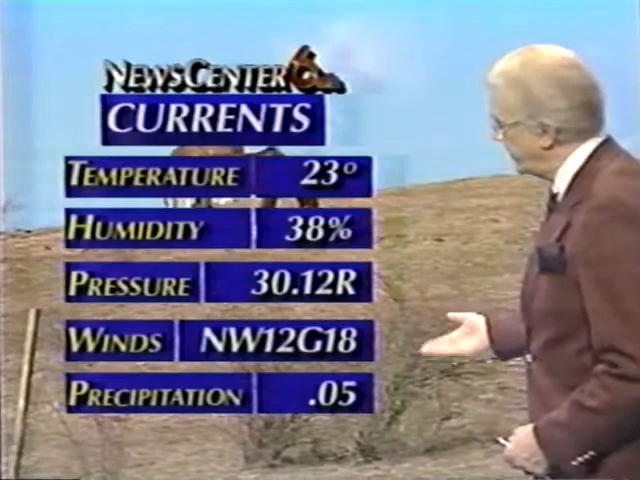 NEWSCENTER
CURRENTS
TEMPERATURE 23°
HUMIDITY 38%
PRESSURE 30.12R
WINDS NW12G18
PRECIPITATION .05